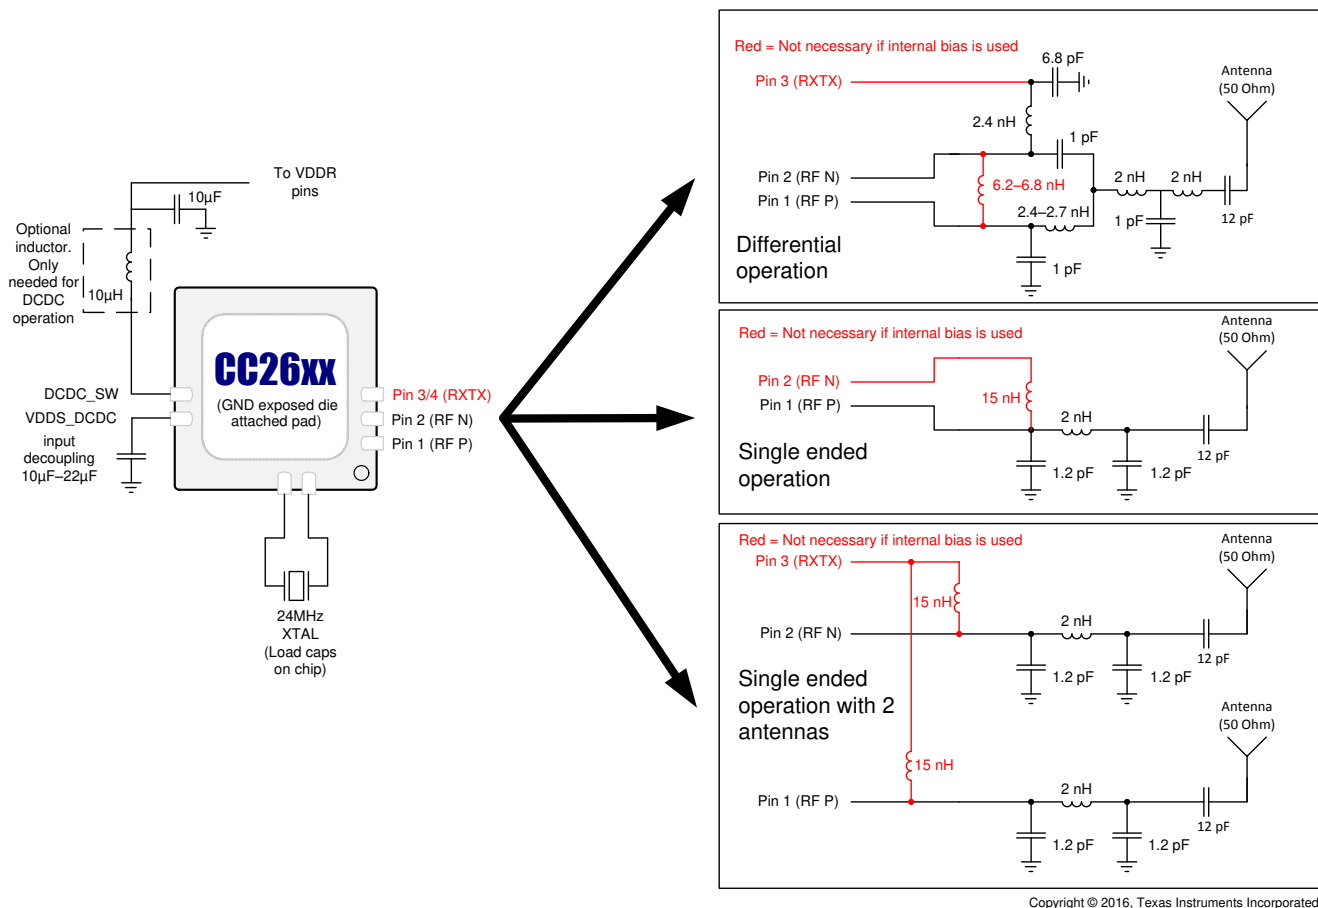 To VDDR
pins
10µF
Optional
inductor.
Only
needed for
DCDC
operation
10µH
CC26xx
(GND exposed die
attached pad)
DCDC_SW
VDDS_DCDC
input
decoupling
10µF–22µF
Pin 3/4 (RXTX)
Pin 2 (RF N)
Pin 1 (RF P)
24MHz
XTAL
(Load caps
on chip)
Red = Not necessary if internal bias is used
Pin 3 (RXTX)
6.8 pF
Antenna
(50 Ohm)
2.4 nH
1 pF
Pin 2 (RF N)
6.2–6.8 nH
2 nH
2 nH
Pin 1 (RF P)
2.4–2.7 nH
1 pF
12 pF
Differential
operation
1 pF
Red = Not necessary if internal bias is used
Antenna
(50 Ohm)
Pin 2 (RF N)
15 nH
Pin 1 (RF P)
2 nH
12 pF
Single ended
operation
1.2 pF
1.2 pF
Red = Not necessary if internal bias is used
Antenna
(50 Ohm)
Pin 3 (RXTX)
15 nH
2 nH
Pin 2 (RF N)
12 pF
1.2 pF
1.2 pF
Single ended
operation with 2
antennas
Antenna
(50 Ohm)
15 nH
2 nH
Pin 1 (RF P)
12 pF
1.2 pF
1.2 pF
Copyright © 2016, Texas Instruments Incorporated